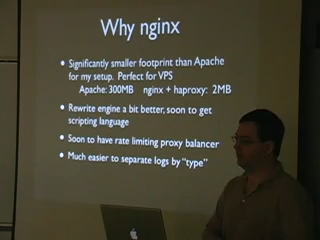 Why nginx
Significantly smaller footprint than Apache
for my setup. Perfect for VPS
Apache: 300MB nginx + haproxy: 2MB
Rewrite engine a bit better, soon to get
scripting language
Soon to have rate limiting proxy balancer
Much easier to separate logs by "type"